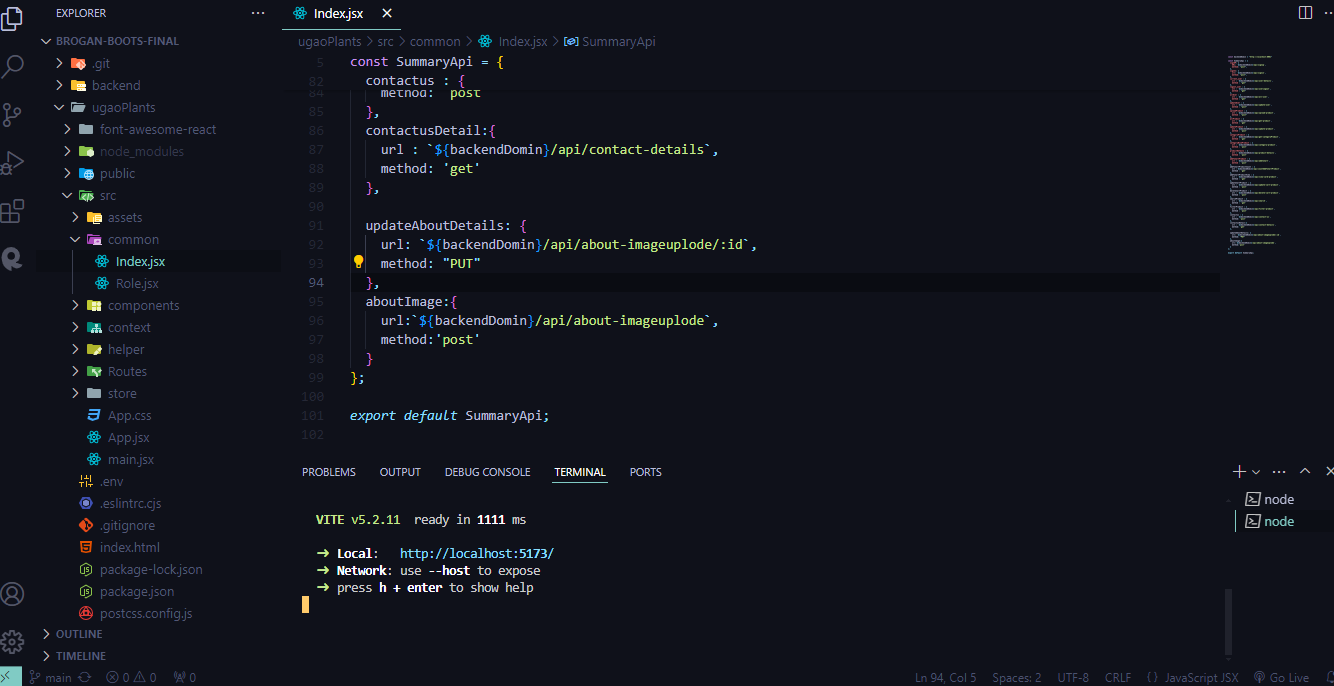 EXPLORER
BROGAN-BOOTS-FINAL
.git
backend
ugaoPlants
font-awesome-react
node_modules
public
src
assets
common
Index.jsx
Role.jsx
components
context
helper
Routes
store
App.css
App.jsx
main.jsx
.env
.eslintrc.cjs
.gitignore
index.html
package-lock.json
package.json
postcss.config.js
OUTLINE
TIMELINE
Index.jsx
ugaoPlants > src > common > Index.jsx > SummaryApi
5 const SummaryApi = {
82 contactus : {
84 method: post
85 },
86 contactusDetail:{
87 url : `${backendDomin}/api/contact-details`,
88 method: 'get'
89 },
90
91 updateAboutDetails: {
92 url: `${backendDomin}/api/about-imageuplode/:id`,
93 method: "PUT"
94 },
95 aboutImage:{
96 url:`${backendDomin}/api/about-imageuplode`,
97 method:'post'
98 }
99 };
100
101 export default SummaryApi;
102
PROBLEMS OUTPUT DEBUG CONSOLE TERMINAL PORTS
VITE v5.2.11 ready in 1111 ms
➜ Local: http://localhost:5173/
➜ Network: use --host to expose
➜ press h + enter to show help
node
node
main 0 0 0 Ln 94, Col 5 Spaces: 2 UTF-8 CRLF {} JavaScript JSX Go Live